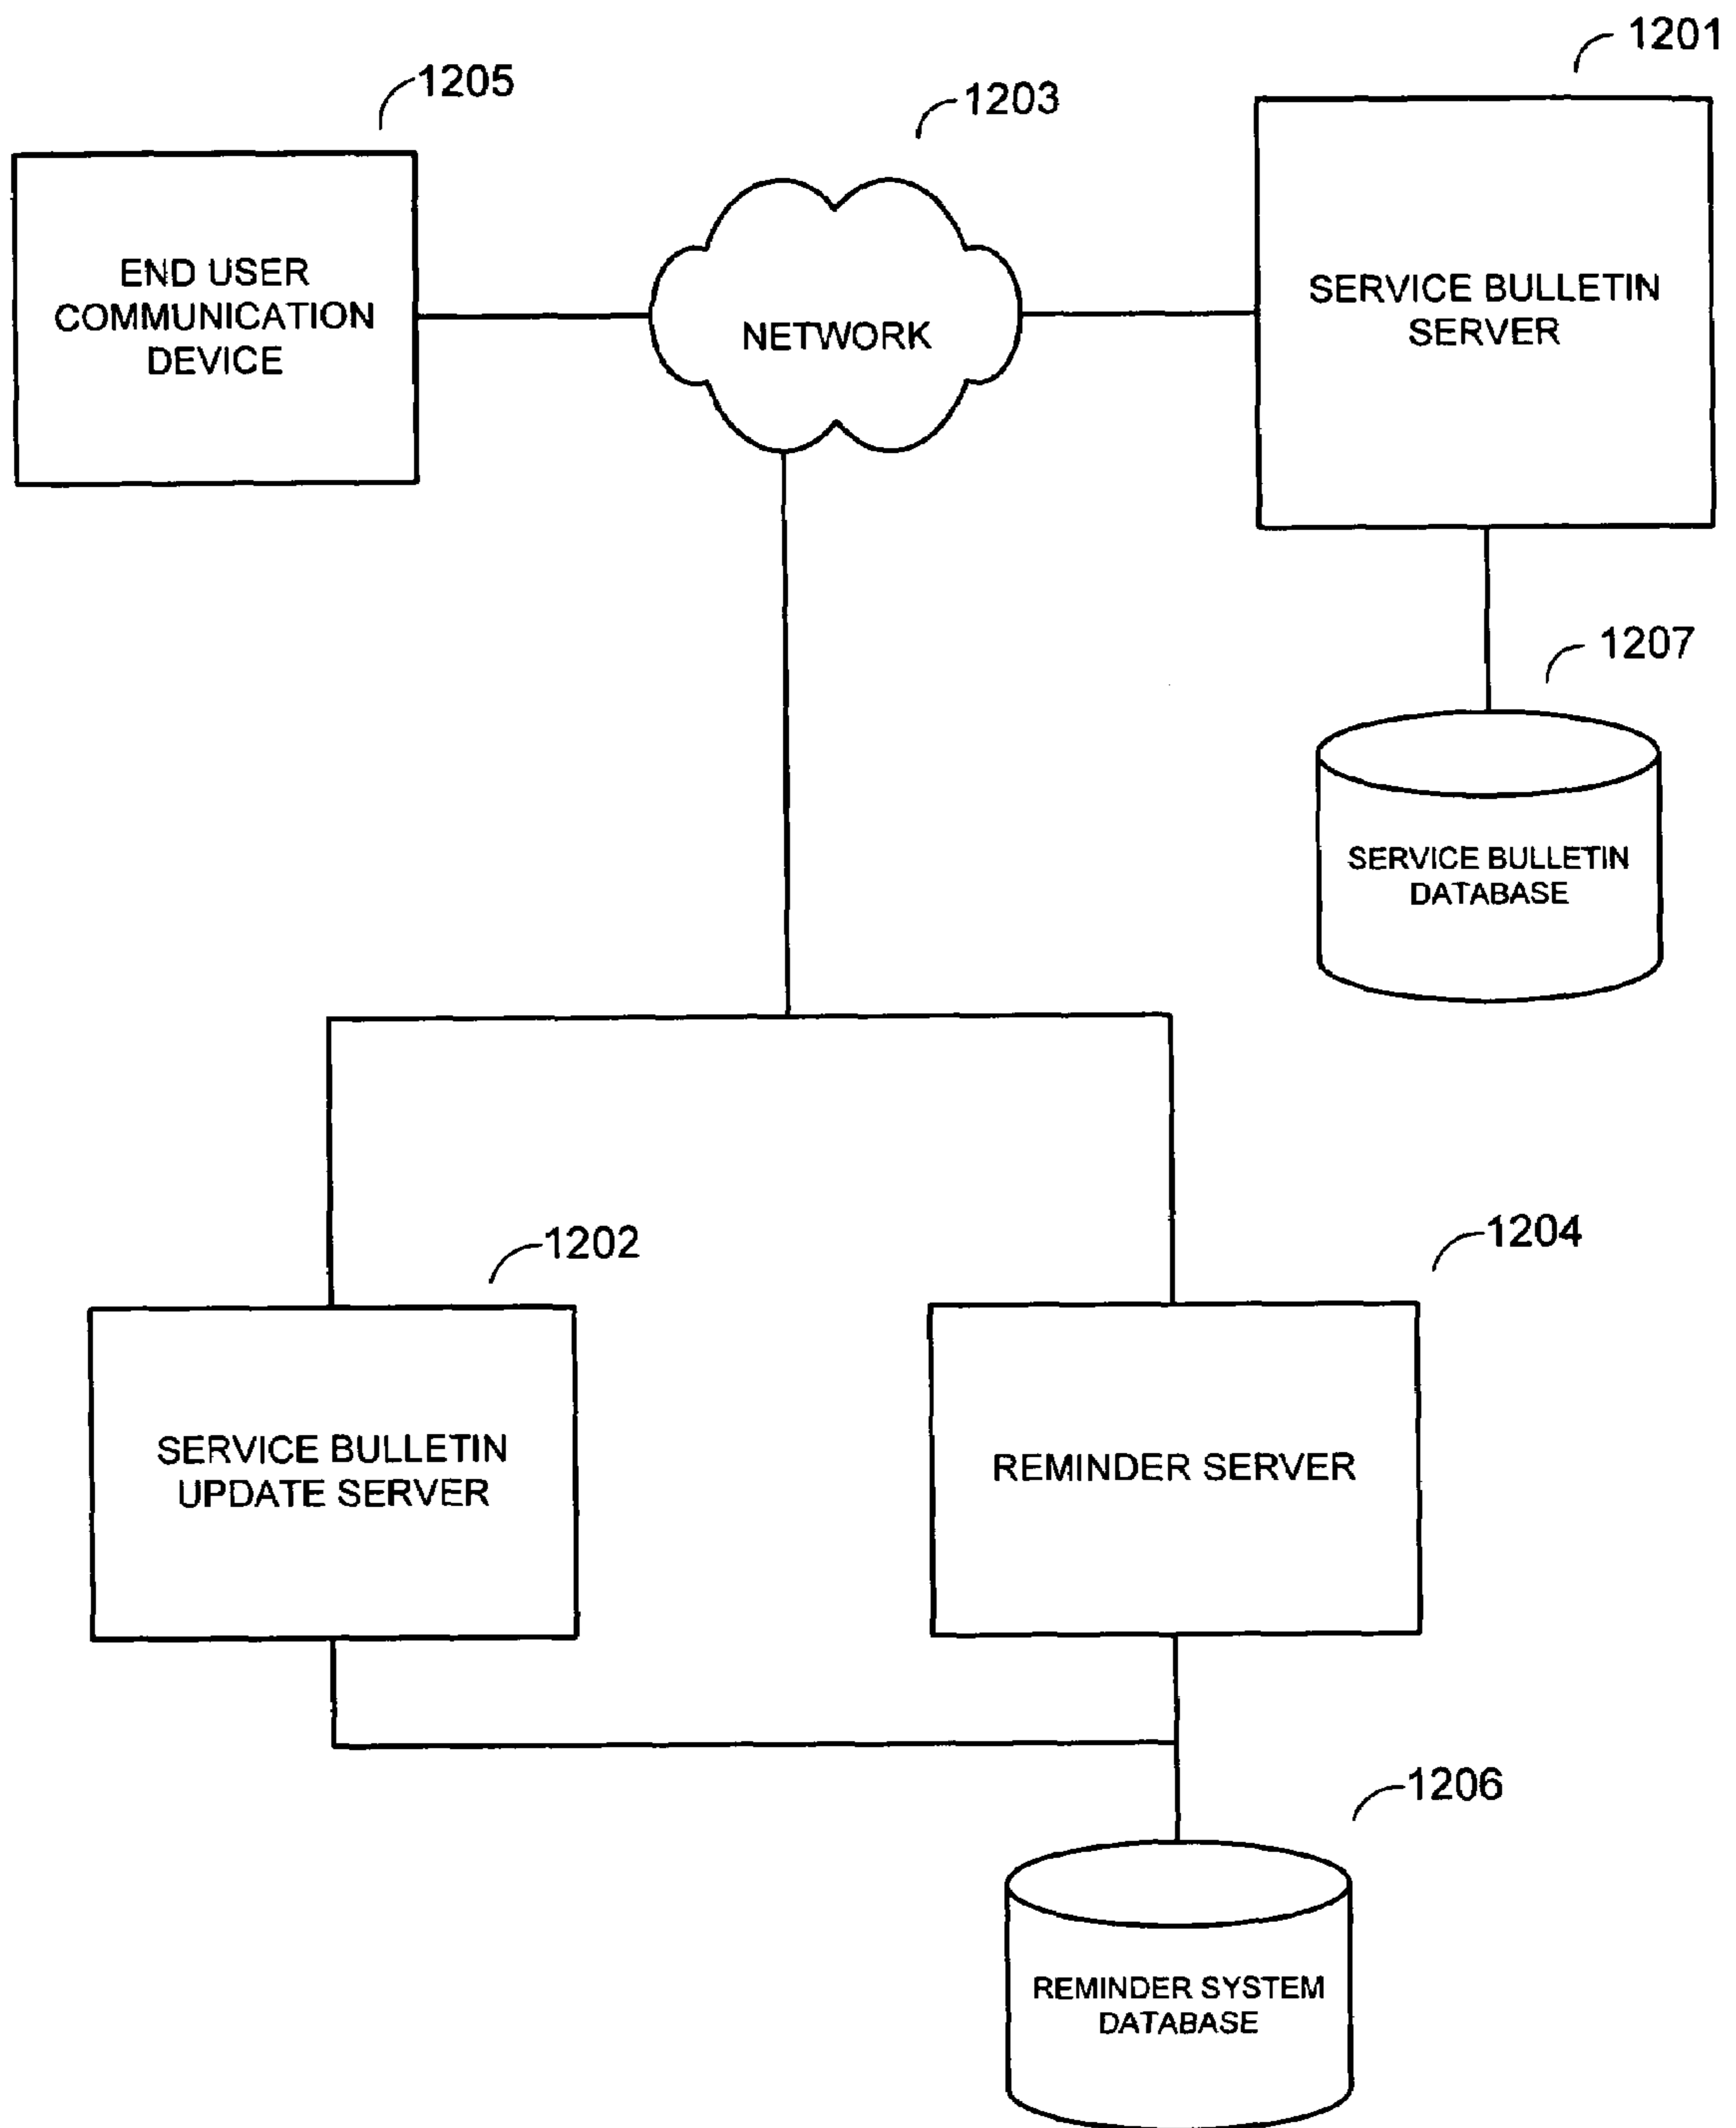 1201
1205
1203
END USER
COMMUNICATION
DEVICE
NETWORK
SERVICE BULLETIN
SERVER
1207
SERVICE BULLETIN
DATABASE
1202
1204
SERVICE BULLETIN
UPDATE SERVER
REMINDER SERVER
1206
REMINDER SYSTEM
DATABASE